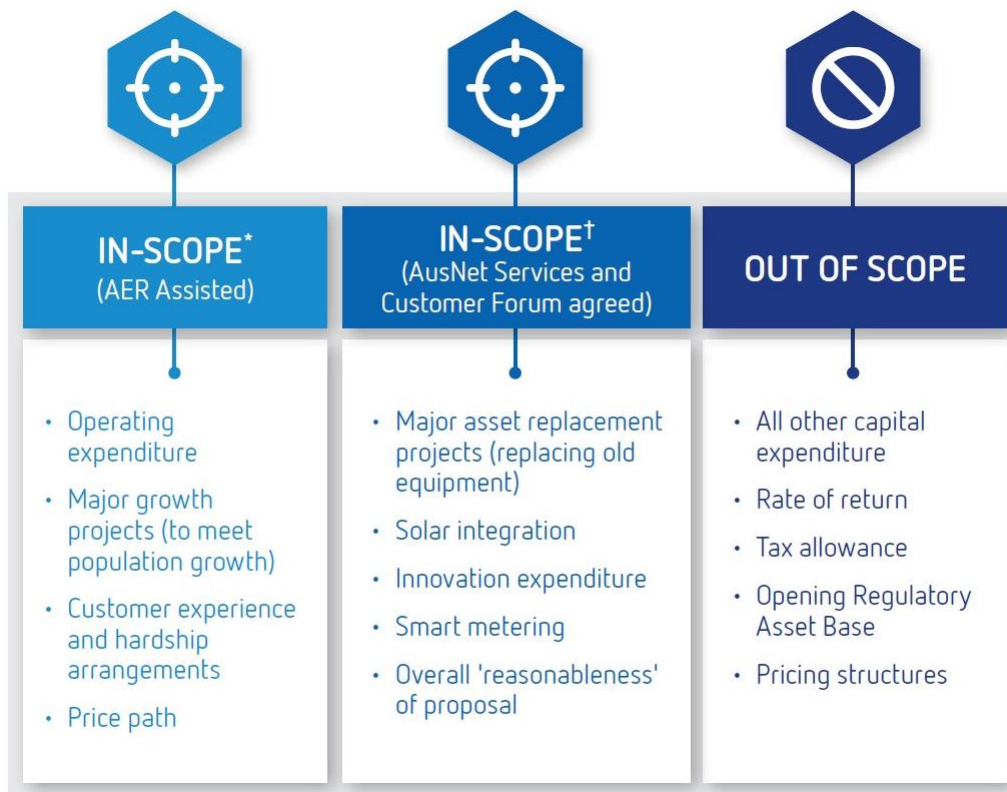 IN-SCOPE*
(AER Assisted)
• Operating
expenditure
• Major growth
projects (to meet
population growth)
• Customer experience
and hardship
arrangements
• Price path
IN-SCOPE†
(AusNet Services and
Customer Forum agreed)
• Major asset replacement
projects (replacing old
equipment)
• Solar integration
• Innovation expenditure
• Smart metering
• Overall 'reasonableness'
of proposal
OUT OF SCOPE
• All other capital
expenditure
• Rate of return
• Tax allowance
• Opening Regulatory
Asset Base
• Pricing structures